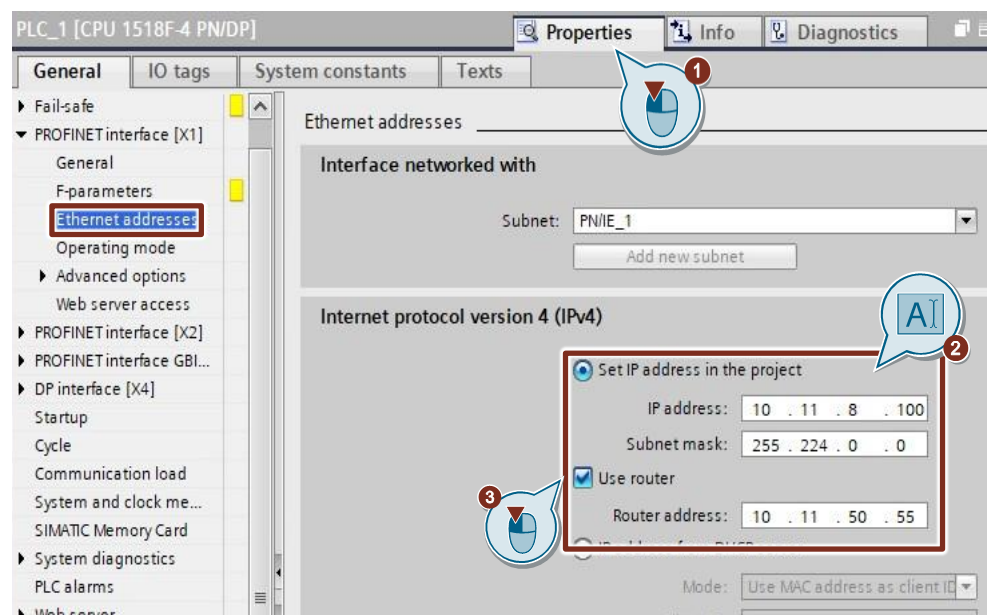 PLC_1 [CPU 1518F-4 PN/DP]
Properties
Info
Diagnostics
General
IO tags
System constants
Texts
1
Fail-safe
PROFINET interface [X1]
General
F-parameters
Ethernet addresses
Operating mode
Advanced options
Web server access
PROFINET interface [X2]
PROFINET interface GBI...
DP interface [X4]
Startup
Cycle
Communication load
System and clock me...
SIMATIC Memory Card
System diagnostics
PLC alarms
Web server
Ethernet addresses
Interface networked with
Subnet: PN/IE_1
Add new subnet
Internet protocol version 4 (IPv4)
A
2
Set IP address in the project
IP address: 10 . 11 . 8 . 100
Subnet mask: 255 . 224 . 0 . 0
Use router
3
Router address: 10 . 11 . 50 . 55
Mode: Use MAC address as client ID